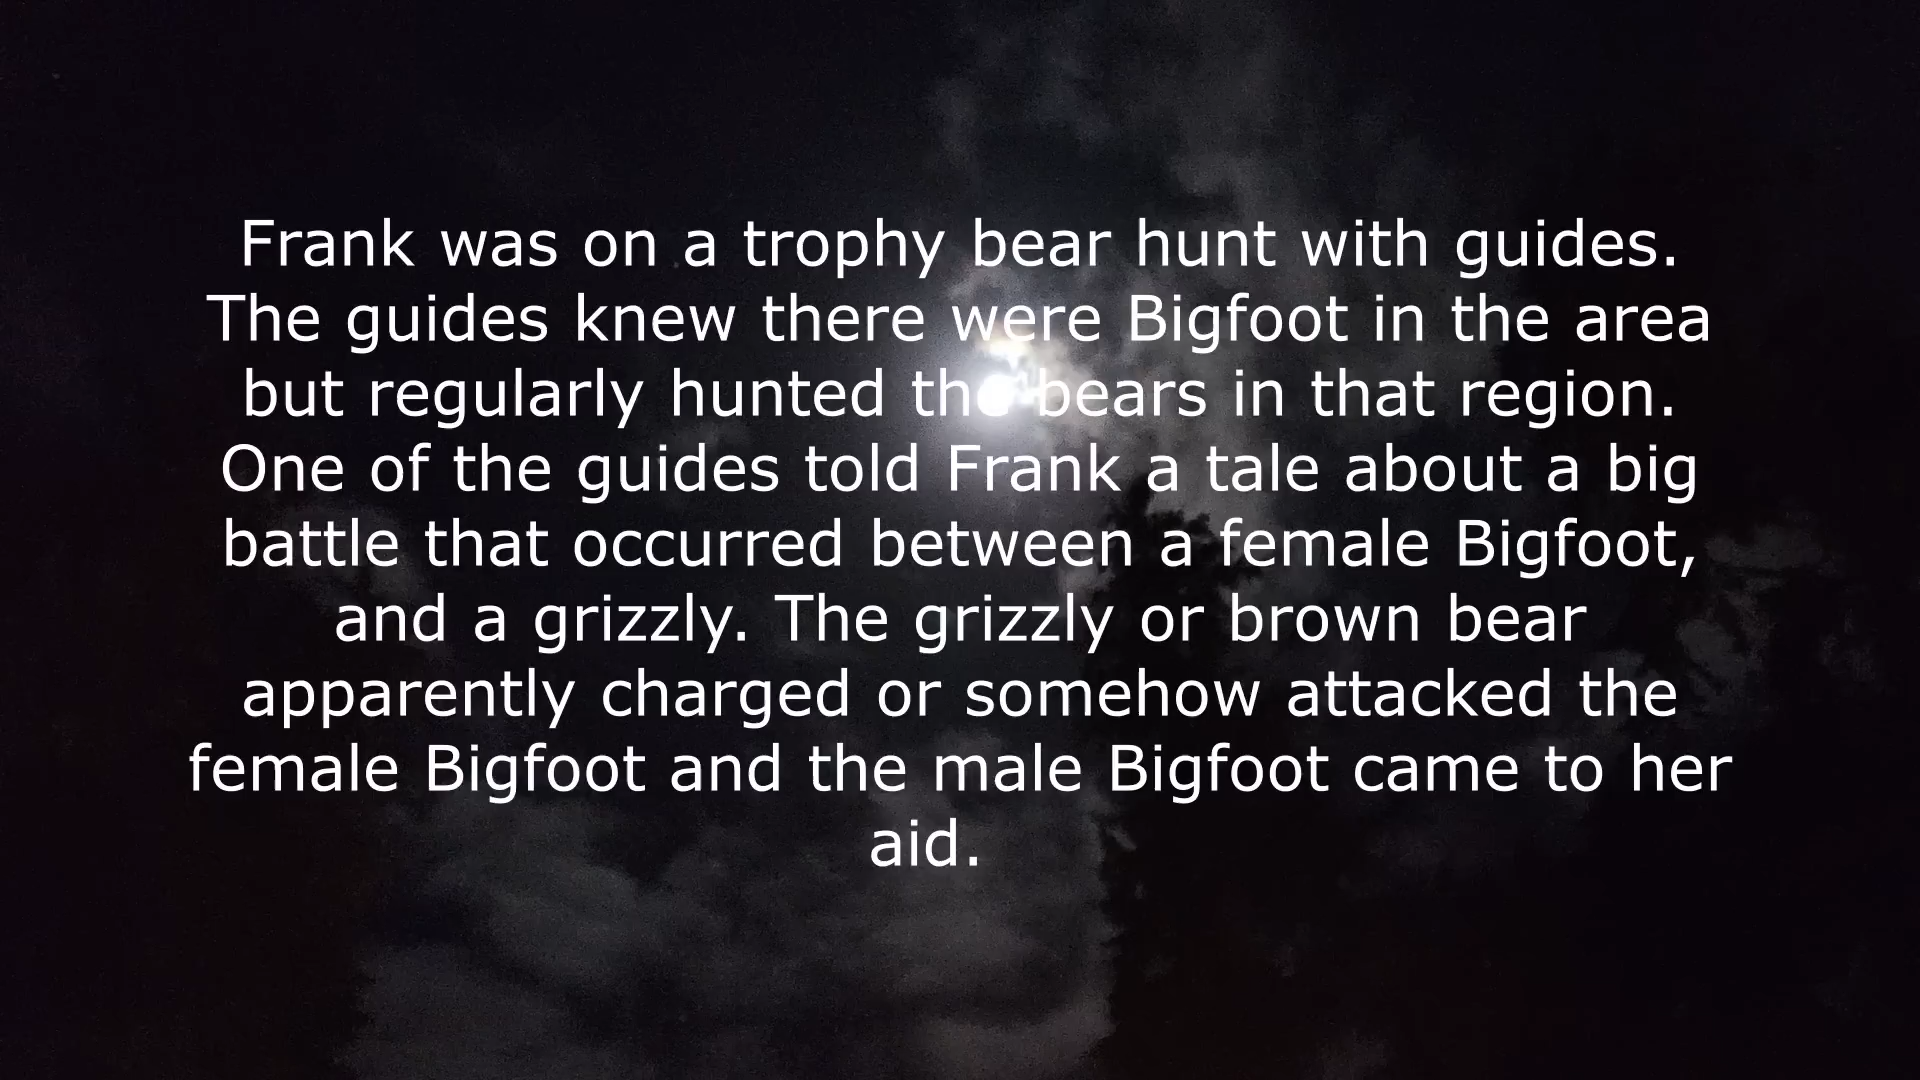 Frank was on a trophy bear hunt with guides.
The guides knew there were Bigfoot in the area
but regularly hunted the bears in that region.
One of the guides told Frank a tale about a big
battle that occurred between a female Bigfoot,
and a grizzly. The grizzly or brown bear
apparently charged or somehow attacked the
female Bigfoot and the male Bigfoot came to her
aid.